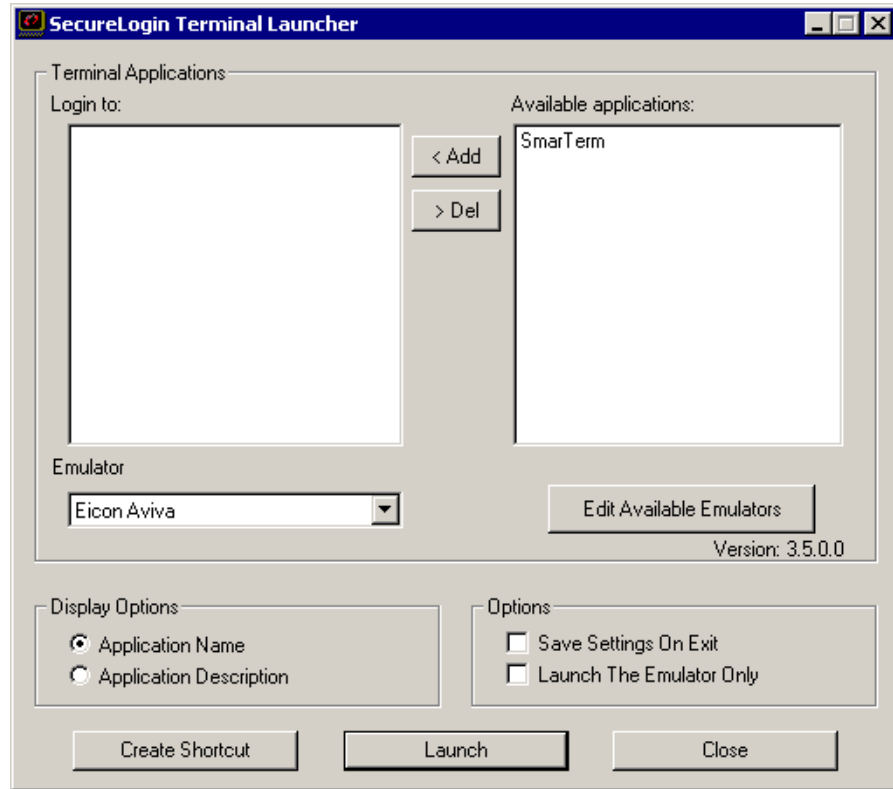 SecureLogin Terminal Launcher
Terminal Applications
Login to:
Available applications:
SmarTerm
< Add
> Del
Emulator
Eicon Aviva
Edit Available Emulators
Version: 3.5.0.0
Display Options
Application Name
Application Description
Options
Save Settings On Exit
Launch The Emulator Only
Create Shortcut
Launch
Close